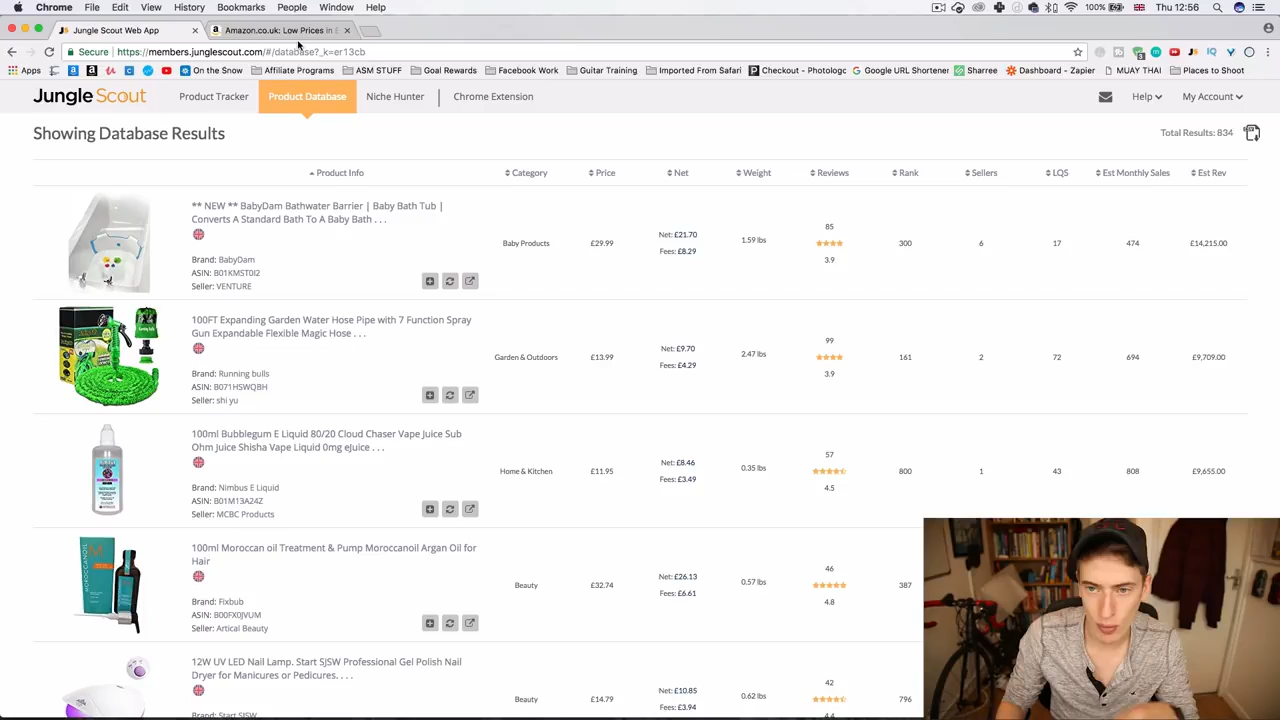 Chrome File Edit View History Bookmarks People Window Help
100% Thu 12:56
Jungle Scout Web App
Amazon.co.uk: Low Prices in E
Secure https://members.junglescout.com/#/database?_k=er13cb
Apps On the Snow Affiliate Programs ASM STUFF Goal Rewards Facebook Work Guitar Training Imported From Safari Checkout - Photologo Google URL Shortener Sharree Dashboard - Zapier MUAY THAI Places to Shoot
Jungle Scout Product Tracker Product Database Niche Hunter Chrome Extension Help My Account
Showing Database Results
Total Results: 834
Product Info Category Price Net Weight Reviews Rank Sellers LQS Est Monthly Sales Est Rev
** NEW ** BabyDam Bathwater Barrier | Baby Bath Tub |
Converts A Standard Bath To A Baby Bath . . .
Brand: BabyDam
ASIN: B01KMST0I2
Seller: VENTURE
Baby Products £29.99
Net: £21.70
Fees: £8.29
1.59 lbs
85
3.9
300 6 17 474 £14,215.00
100FT Expanding Garden Water Hose Pipe with 7 Function Spray
Gun Expandable Flexible Magic Hose . . .
Brand: Running bulls
ASIN: B071HSWQBH
Seller: shi yu
Garden & Outdoors £13.99
Net: £9.70
Fees: £4.29
2.47 lbs
99
3.9
161 2 72 694 £9,709.00
100ml Bubblegum E Liquid 80/20 Cloud Chaser Vape Juice Sub
Ohm Juice Shisha Vape Liquid 0mg eJuice . . .
Brand: Nimbus E Liquid
ASIN: B01M13A24Z
Seller: MCBC Products
Home & Kitchen £11.95
Net: £8.46
Fees: £3.49
0.35 lbs
57
4.5
800 1 43 808 £9,655.00
100ml Moroccan oil Treatment & Pump Moroccanoil Argan Oil for
Hair
Brand: Fixbub
ASIN: B00FX0JVUM
Seller: Artical Beauty
Beauty £32.74
Net: £26.13
Fees: £6.61
0.57 lbs
46
4.8
387
12W UV LED Nail Lamp. Start SJSW Professional Gel Polish Nail
Dryer for Manicures or Pedicures. . . .
Brand: Start SJSW
Beauty £14.79
Net: £10.85
Fees: £3.94
0.62 lbs
42
4.4
796